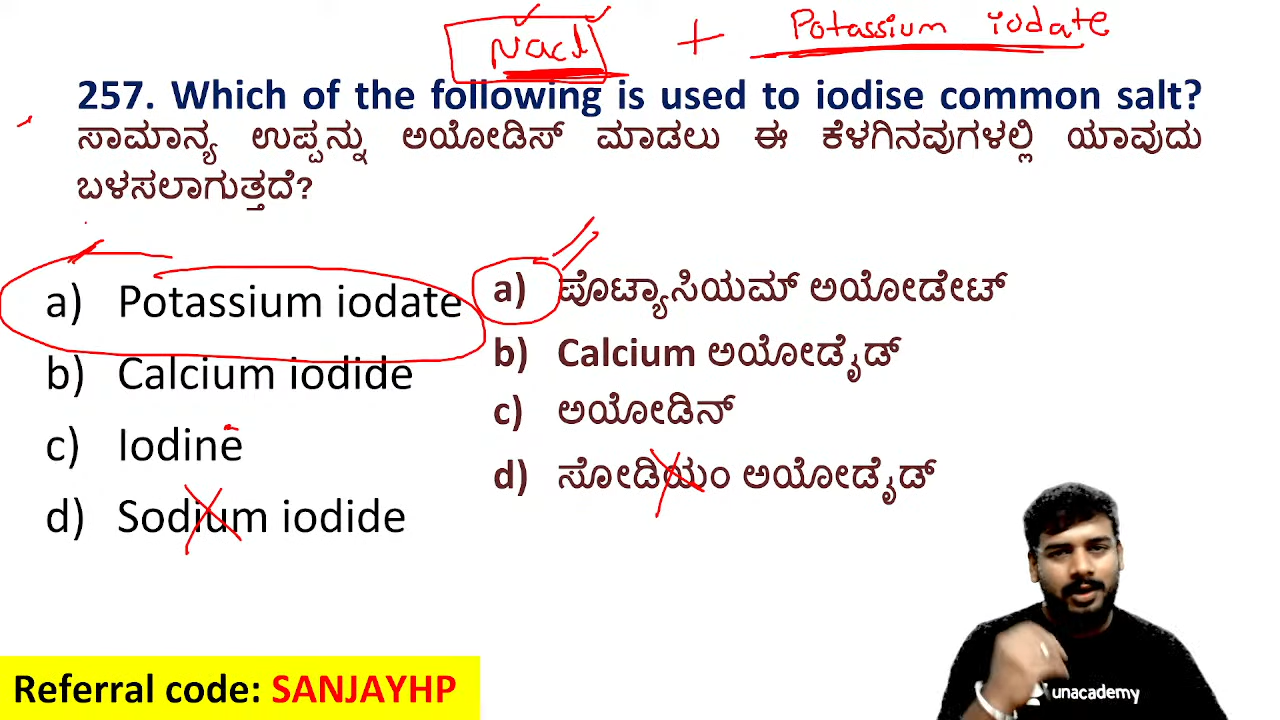 Nacl + Potassium iodate
257. Which of the following is used to iodise common salt?
ಸಾಮಾನ್ಯ ಉಪ್ಪನ್ನು ಅಯೋಡಿಸ್ ಮಾಡಲು ಈ ಕೆಳಗಿನವುಗಳಲ್ಲಿ ಯಾವುದು
ಬಳಸಲಾಗುತ್ತದೆ?
a) Potassium iodate
b) Calcium iodide
c) Iodine
d) Sodium iodide
a) ಪೊಟ್ಯಾಸಿಯಮ್ ಅಯೋಡೇಟ್
b) Calcium ಅಯೋಡೈಡ್
c) ಅಯೋಡಿನ್
d) ಸೋಡಿಯಂ ಅಯೋಡೈಡ್
unacademy
Referral code: SANJAYHP